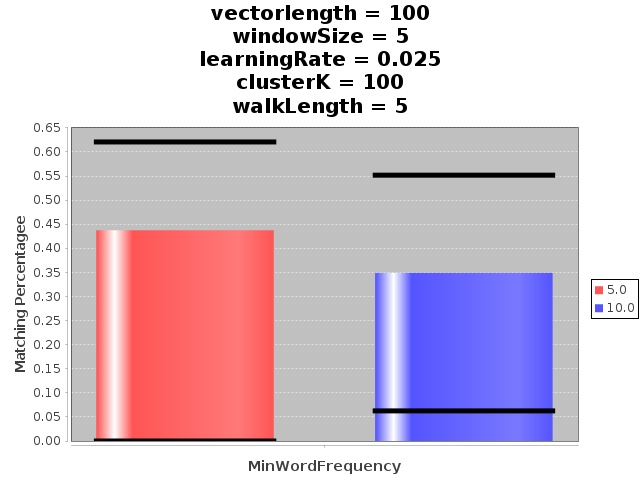 vectorlength = 100
windowSize = 5
learningRate = 0.025
clusterK = 100
walkLength = 5
0.65
0.60
0.55
0.50
0.45
0.40
0.35
0.30
0.25
0.20
0.15
0.10
0.05
0.00
Matching Percentagee
MinWordFrequency
5.0
10.0